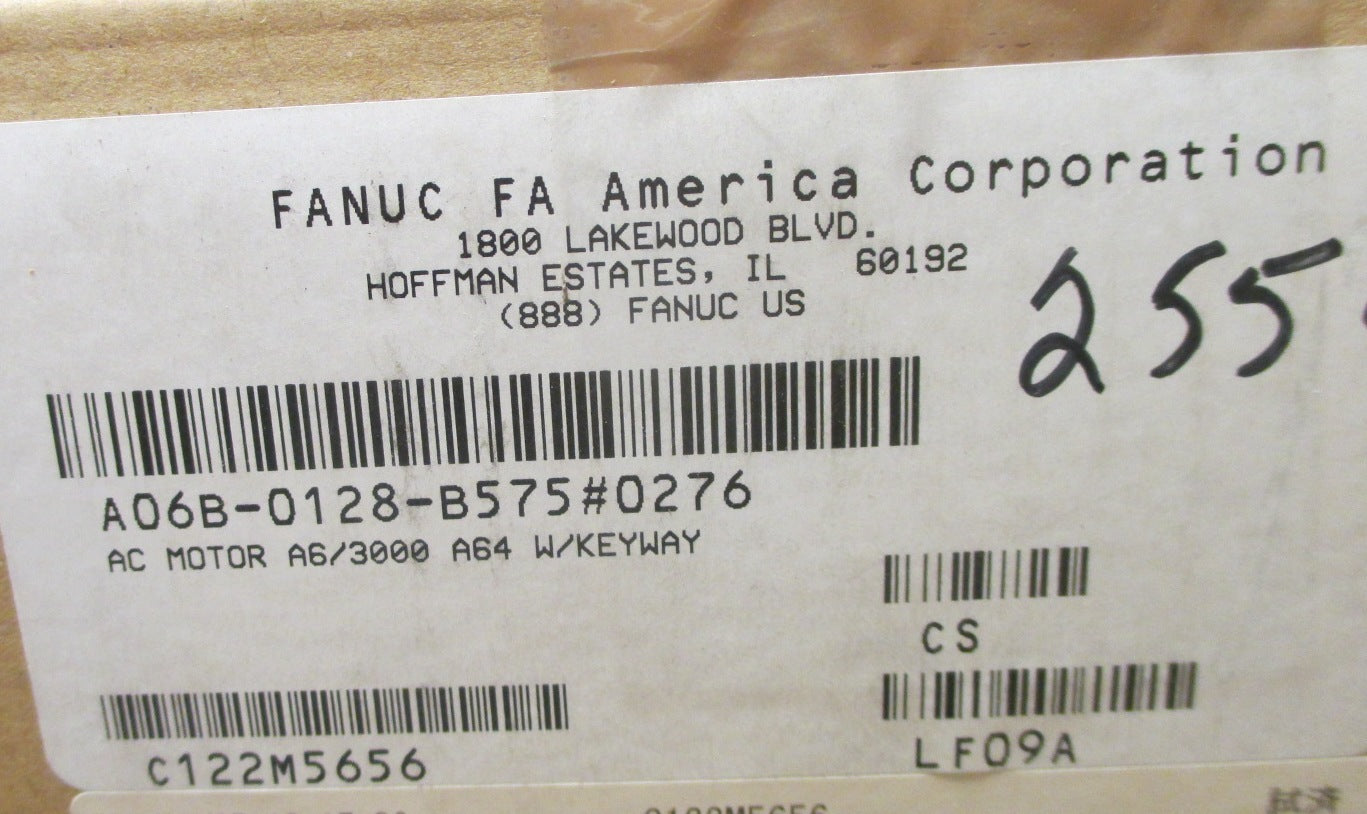 FANUC FA America Corporation
1800 LAKEWOOD BLVD.
HOFFMAN ESTATES, IL 60192
(888) FANUC US
255
A06B-0128-B575#0276
AC MOTOR A6/3000 A64 W/KEYWAY
CS
C122M5656
LF09A